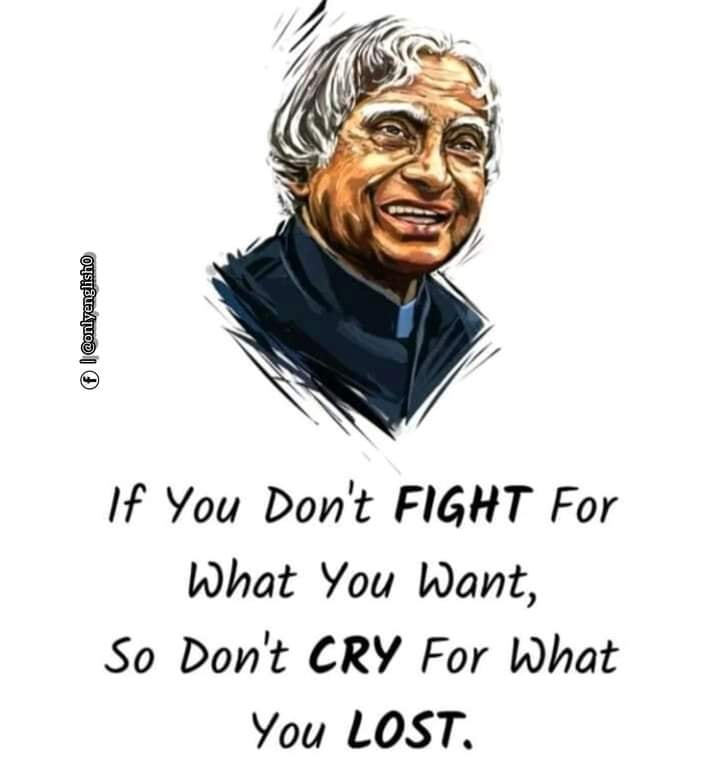 f | @onlyenglish0
If You Don't FIGHT For
What You Want,
So Don't CRY For What
You LOST.